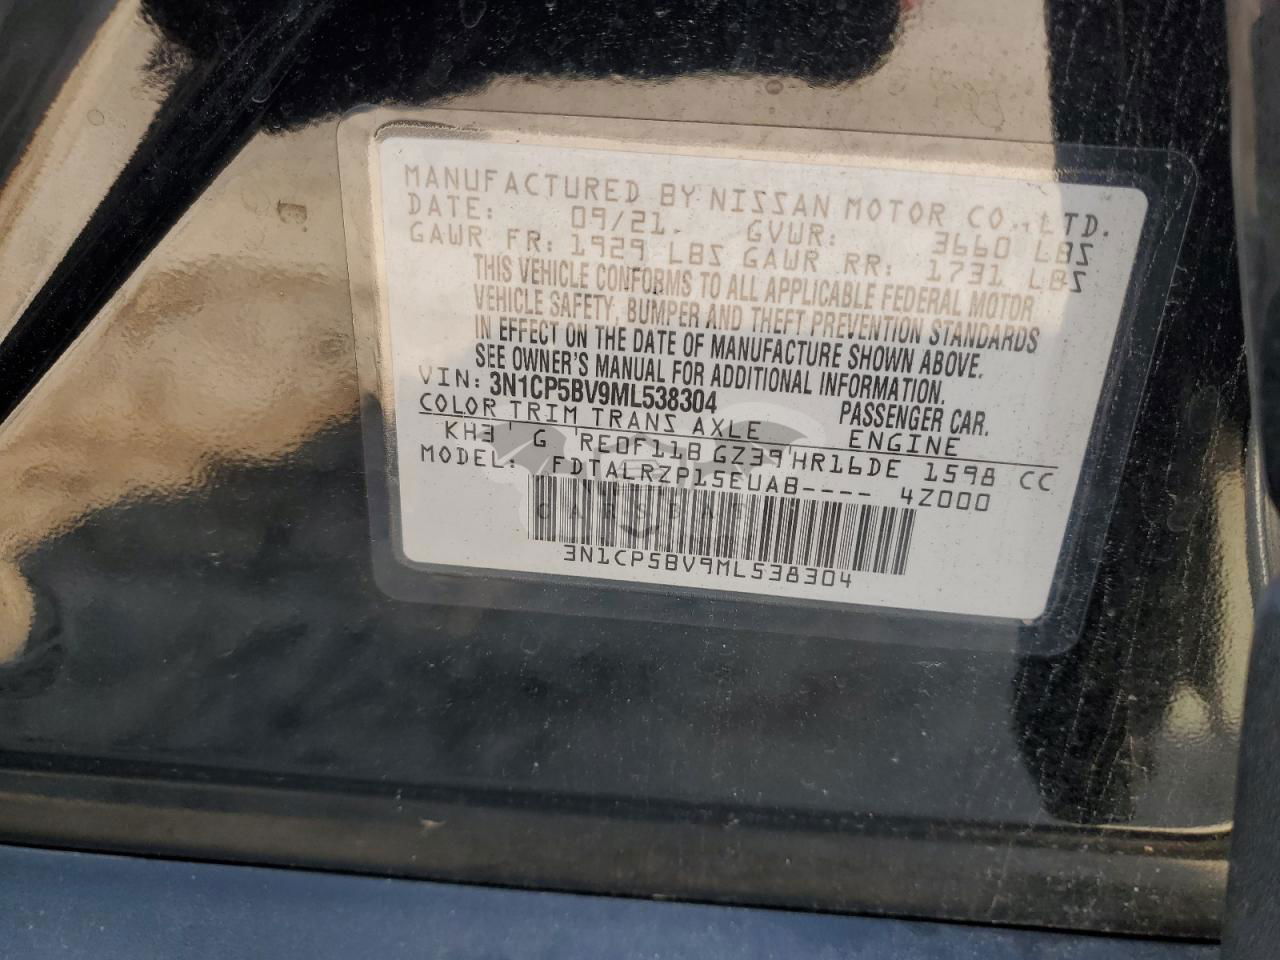 MANUFACTURED BY NISSAN MOTOR CO., LTD.
DATE: 09/21. GVWR: 3660 LBS
GAWR FR: 1929 LBS GAWR RR: 1731 LBS
THIS VEHICLE CONFORMS TO ALL APPLICABLE FEDERAL MOTOR
VEHICLE SAFETY, BUMPER AND THEFT PREVENTION STANDARDS
IN EFFECT ON THE DATE OF MANUFACTURE SHOWN ABOVE.
SEE OWNER'S MANUAL FOR ADDITIONAL INFORMATION.
VIN: 3N1CP5BV9ML538304 PASSENGER CAR.
COLOR TRIM TRANS AXLE ENGINE
KH3 G RE0F11B GZ39 HR16DE 1598 CC
MODEL: FDTALRZP15EUAB---- 4Z000
3N1CP5BV9ML538304